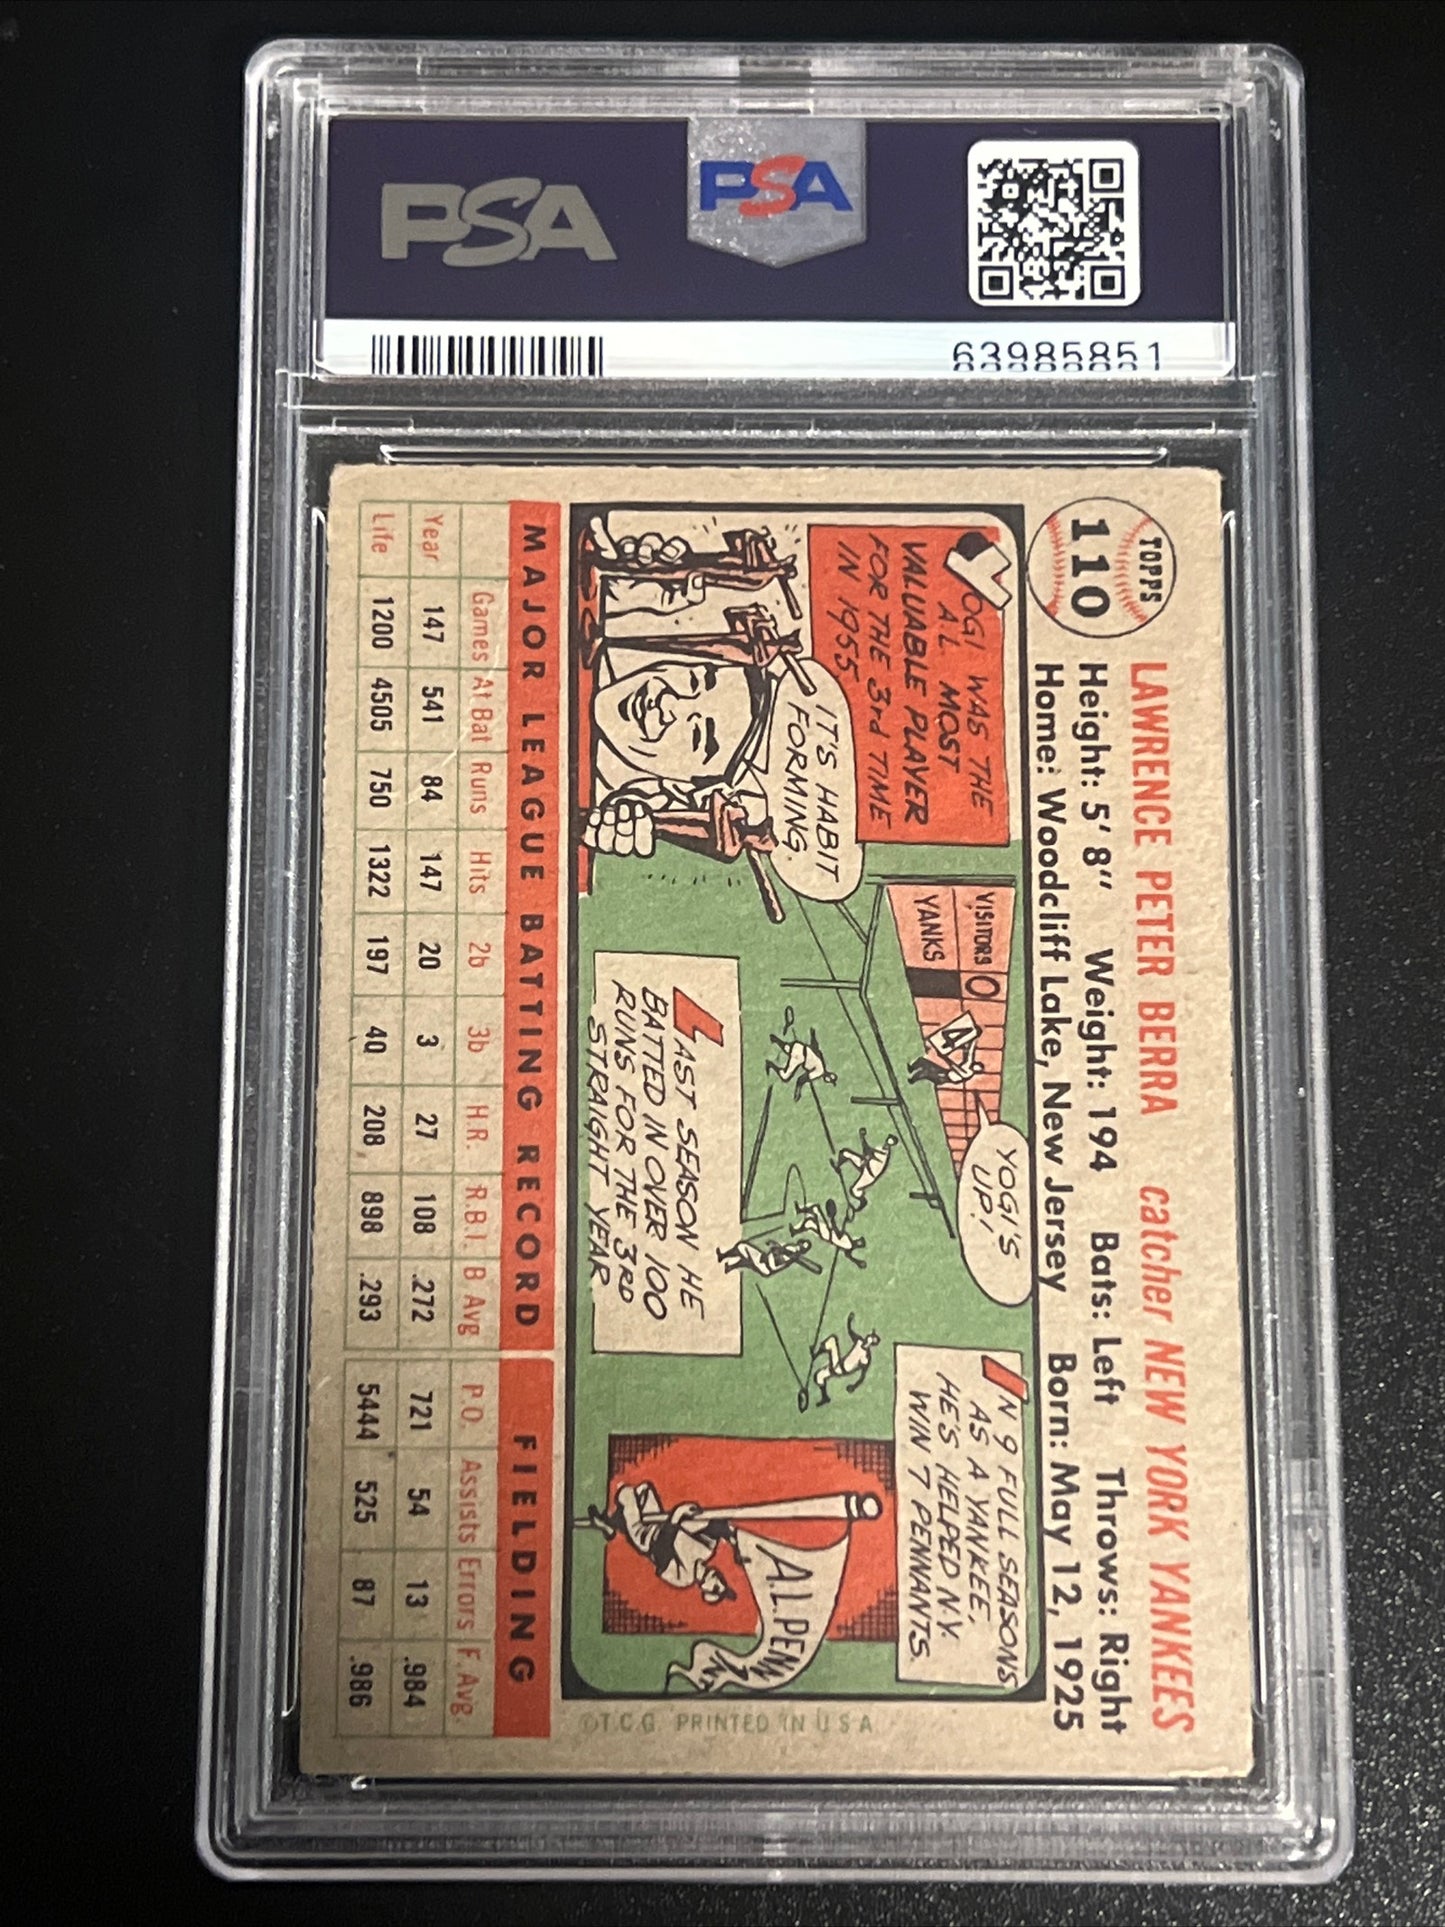 PSA
PSA
63985851
TOPPS
110
LAWRENCE PETER BERRA catcher NEW YORK YANKEES
Height: 5' 8" Weight: 194 Bats: Left Throws: Right
Home: Woodcliff Lake, New Jersey Born: May 12, 1925
YOGI WAS THE
A.L. MOST
VALUABLE PLAYER
FOR THE 3rd TIME
IN 1955
IT'S HABIT
FORMING.
VISITORS 0
YANKS
4
YOGI'S
UP!
LAST SEASON HE
BATTED IN OVER 100
RUNS FOR THE 3RD
STRAIGHT YEAR.
IN 9 FULL SEASONS
AS A YANKEE,
HE'S HELPED N.Y.
WIN 7 PENNANTS.
A.L. PENN
MAJOR LEAGUE BATTING RECORD FIELDING
Games At Bat Runs Hits 2b 3b H.R. R.B.I. B Avg P.O. Assists Errors F. Avg.
Year 147 541 84 147 20 3 27 108 .272 721 54 13 .984
Life 1200 4505 750 1322 197 40 208 898 .293 5444 525 87 .986
©T.C.G. PRINTED IN U S A